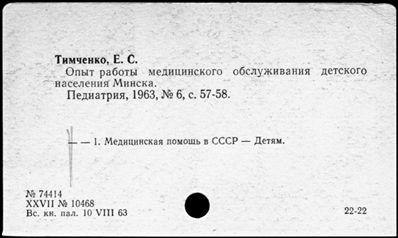 Тимченко, Е. С.
Опыт работы медицинского обслуживания детского
населения Минска.
Педиатрия, 1963, № 6, с. 57-58.
— — 1. Медицинская помощь в СССР — Детям.
№ 74414
XXVII № 10468
Вс. кн. пал. 10 VIII 63
22-22